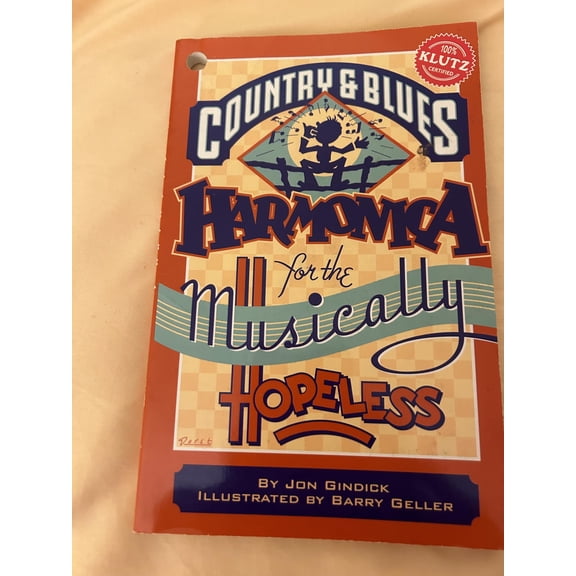 100%
KLUTZ
CERTIFIED
COUNTRY & BLUES
HARMONICA
for the
Musically
HOPELESS
BY JON GINDICK
ILLUSTRATED BY BARRY GELLER